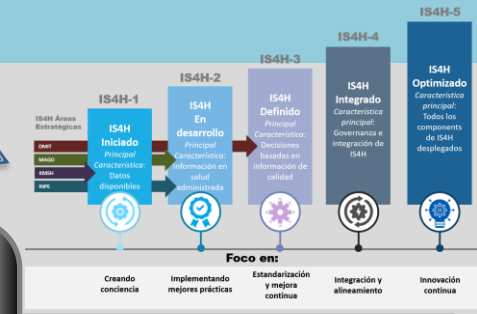 IS4H-5
IS4H-4
IS4H-3
IS4H-2
IS4H-1
IS4H Áreas
Estratégicas
DMIT
MAGO
KMSH
INPE
IS4H
Iniciado
Principal
Característica:
Datos
disponibles
IS4H
En
desarrollo
Principal
Característica:
Información en
salud
administrada
IS4H
Definido
Principal
Característica:
Decisiones
basadas en
información de
calidad
IS4H
Integrado
Característica
principal:
Governanza e
integración de
IS4H
IS4H
Optimizado
Característica
principal:
Todos los
components
de IS4H
desplegados
Foco en:
Creando
conciencia
Implementando
mejores prácticas
Estandarización
y mejora
continua
Integración y
alineamiento
Innovación
continua